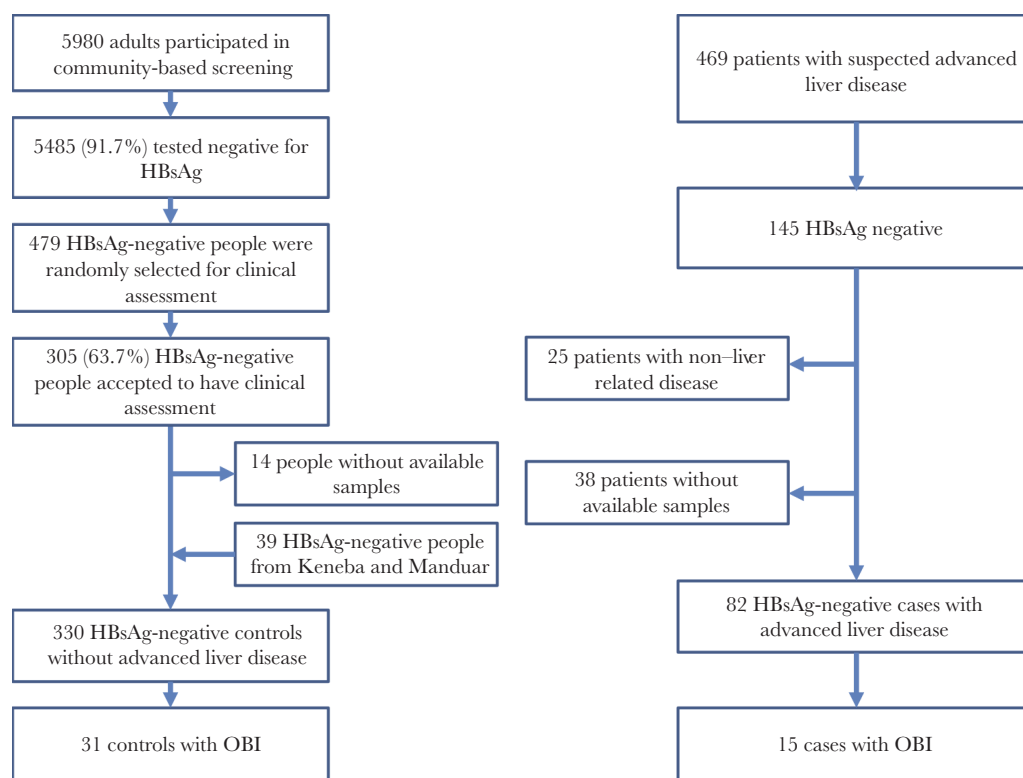 5980 adults participated in
community-based screening
5485 (91.7%) tested negative for
HBsAg
479 HBsAg-negative people were
randomly selected for clinical
assessment
305 (63.7%) HBsAg-negative
people accepted to have clinical
assessment
14 people without available
samples
39 HBsAg-negative people
from Keneba and Manduar
330 HBsAg-negative controls
without advanced liver disease
31 controls with OBI
469 patients with suspected advanced
liver disease
145 HBsAg negative
25 patients with non–liver
related disease
38 patients without
available samples
82 HBsAg-negative cases with
advanced liver disease
15 cases with OBI